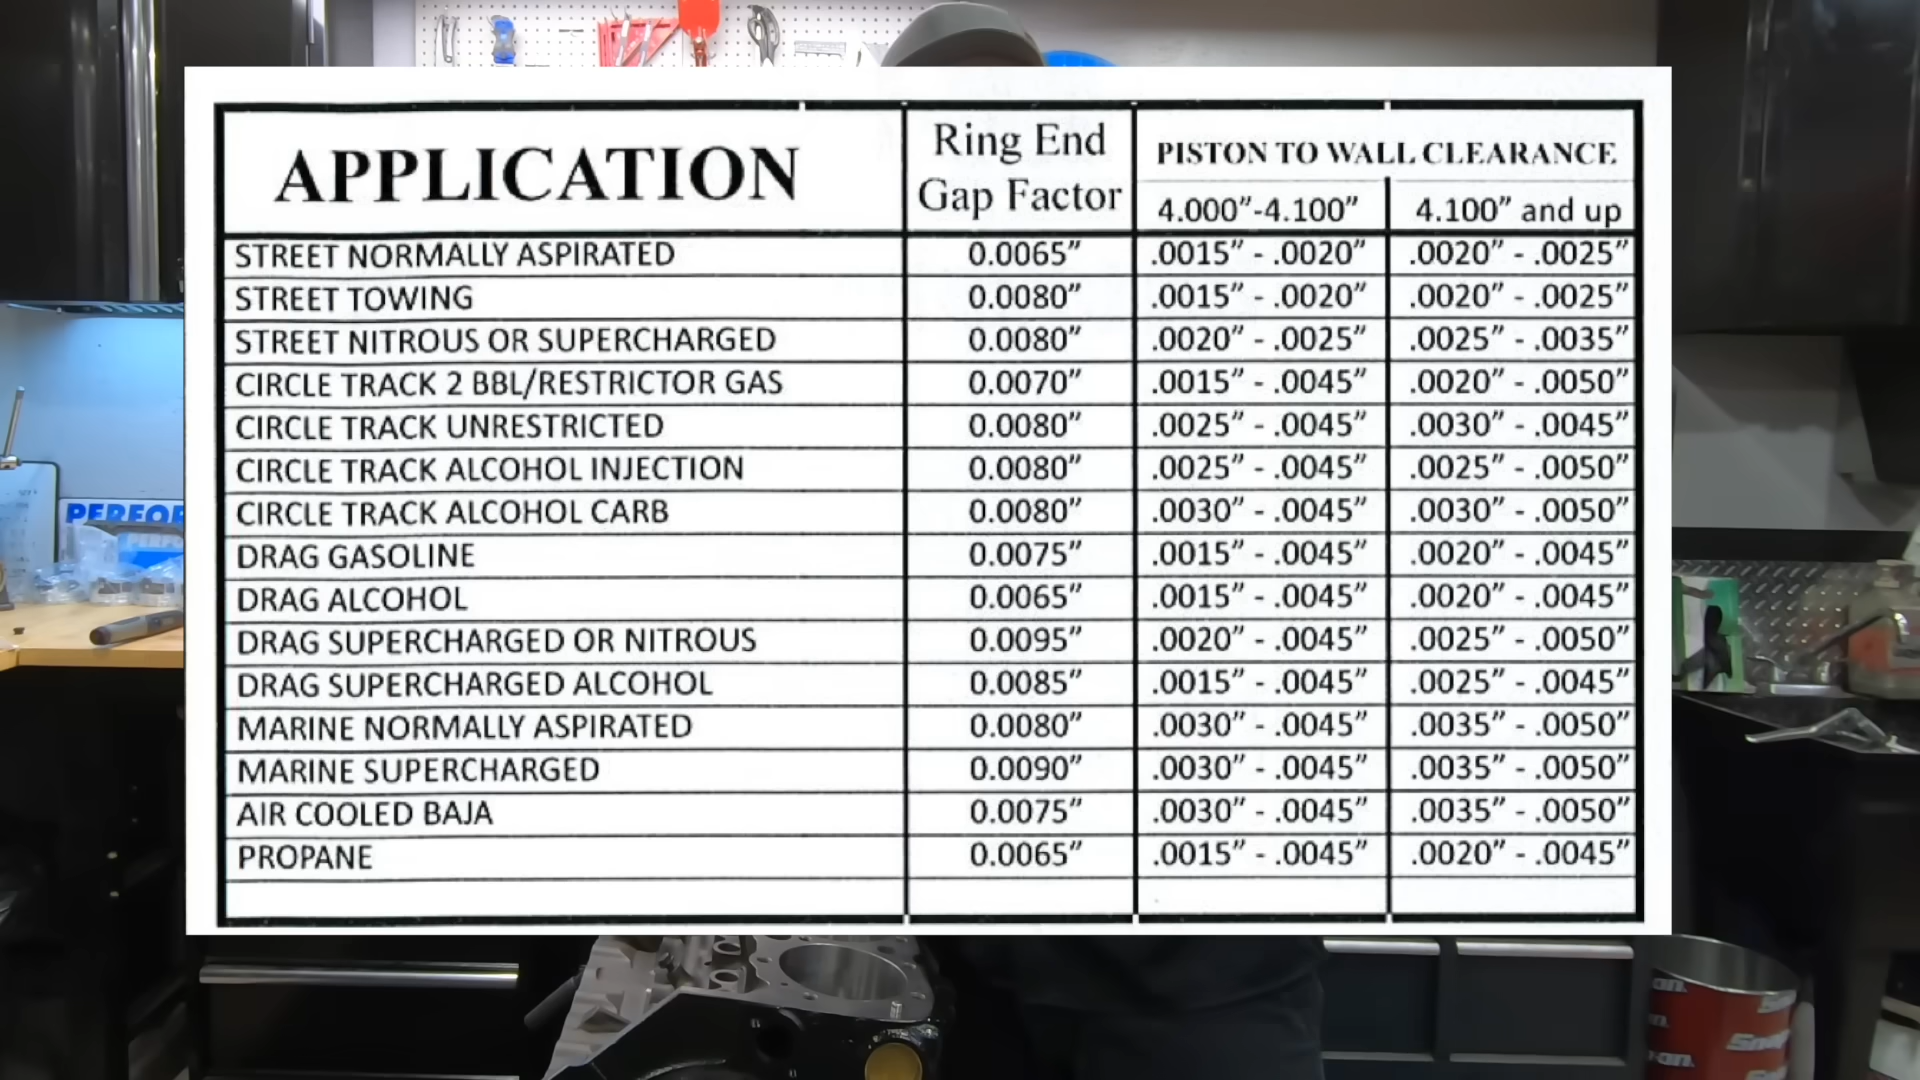 APPLICATION
Ring End
Gap Factor
PISTON TO WALL CLEARANCE
4.000”-4.100”
4.100” and up
STREET NORMALLY ASPIRATED 0.0065” .0015” - .0020” .0020” - .0025”
STREET TOWING 0.0080” .0015” - .0020” .0020” - .0025”
STREET NITROUS OR SUPERCHARGED 0.0080” .0020” - .0025” .0025” - .0035”
CIRCLE TRACK 2 BBL/RESTRICTOR GAS 0.0070” .0015” - .0045” .0020” - .0050”
CIRCLE TRACK UNRESTRICTED 0.0080” .0025” - .0045” .0030” - .0045”
CIRCLE TRACK ALCOHOL INJECTION 0.0080” .0025” - .0045” .0025” - .0050”
CIRCLE TRACK ALCOHOL CARB 0.0080” .0030” - .0045” .0030” - .0050”
DRAG GASOLINE 0.0075” .0015” - .0045” .0020” - .0045”
DRAG ALCOHOL 0.0065” .0015” - .0045” .0020” - .0045”
DRAG SUPERCHARGED OR NITROUS 0.0095” .0020” - .0045” .0025” - .0050”
DRAG SUPERCHARGED ALCOHOL 0.0085” .0015” - .0045” .0025” - .0045”
MARINE NORMALLY ASPIRATED 0.0080” .0030” - .0045” .0035” - .0050”
MARINE SUPERCHARGED 0.0090” .0030” - .0045” .0035” - .0050”
AIR COOLED BAJA 0.0075” .0030” - .0045” .0035” - .0050”
PROPANE 0.0065” .0015” - .0045” .0020” - .0045”